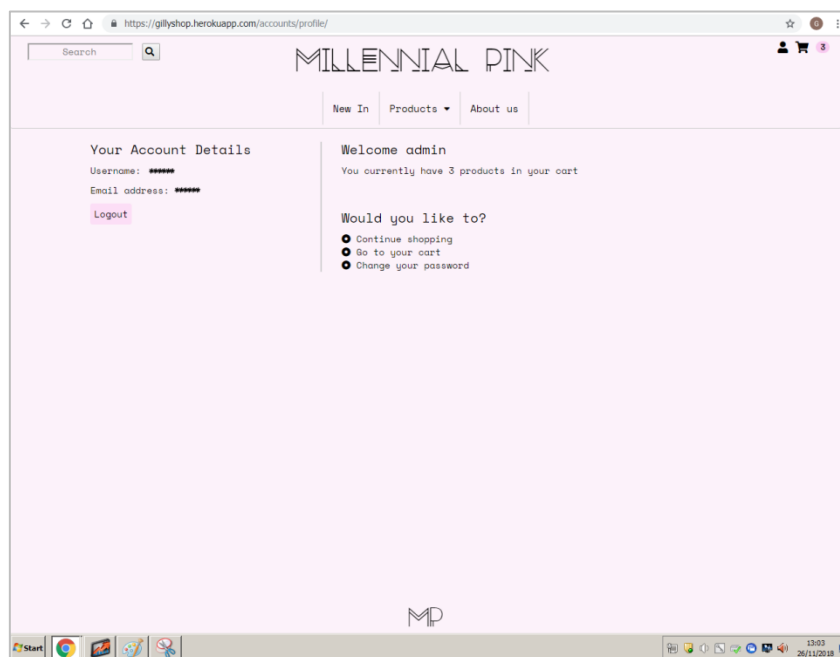 https://gillyshop.herokuapp.com/accounts/profile/
G
Search
MILLENNIAL PINK
3
New In
Products
About us
Your Account Details
Username: ******
Email address: ******
Logout
Welcome admin
You currently have 3 products in your cart
Would you like to?
Continue shopping
Go to your cart
Change your password
MP
Start
13:03
26/11/2018